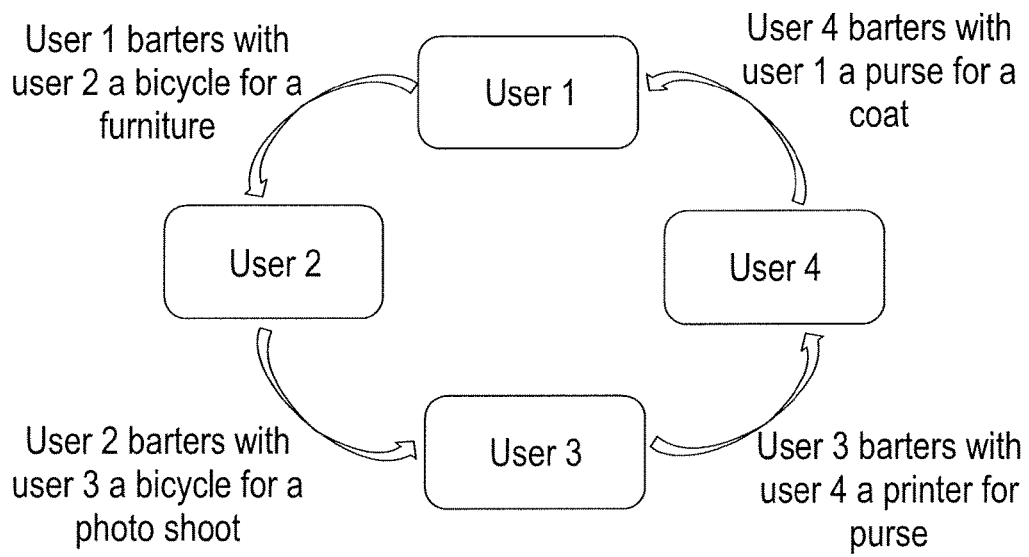 User 1 barters with
user 2 a bicycle for a
furniture
User 1
User 4 barters with
user 1 a purse for a
coat
User 2
User 4
User 2 barters with
user 3 a bicycle for a
photo shoot
User 3
User 3 barters with
user 4 a printer for
purse